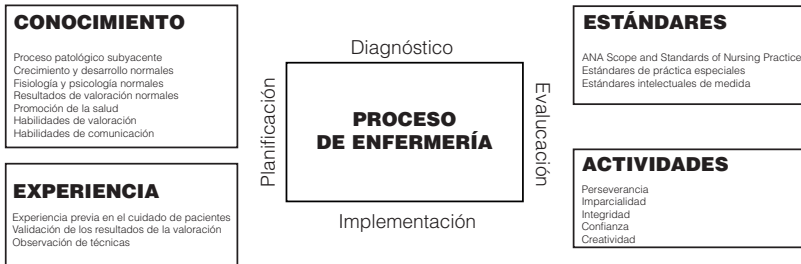 CONOCIMIENTO
Proceso patológico subyacente
Crecimiento y desarrollo normales
Fisiología y psicología normales
Resultados de valoración normales
Promoción de la salud
Habilidades de valoración
Habilidades de comunicación
EXPERIENCIA
Experiencia previa en el cuidado de pacientes
Validación de los resultados de la valoración
Observación de técnicas
Diagnóstico
Planificación
PROCESO
DE ENFERMERÍA
Evalucación
Implementación
ESTÁNDARES
ANA Scope and Standards of Nursing Practice
Estándares de práctica especiales
Estándares intelectuales de medida
ACTIVIDADES
Perseverancia
Imparcialidad
Integridad
Confianza
Creatividad